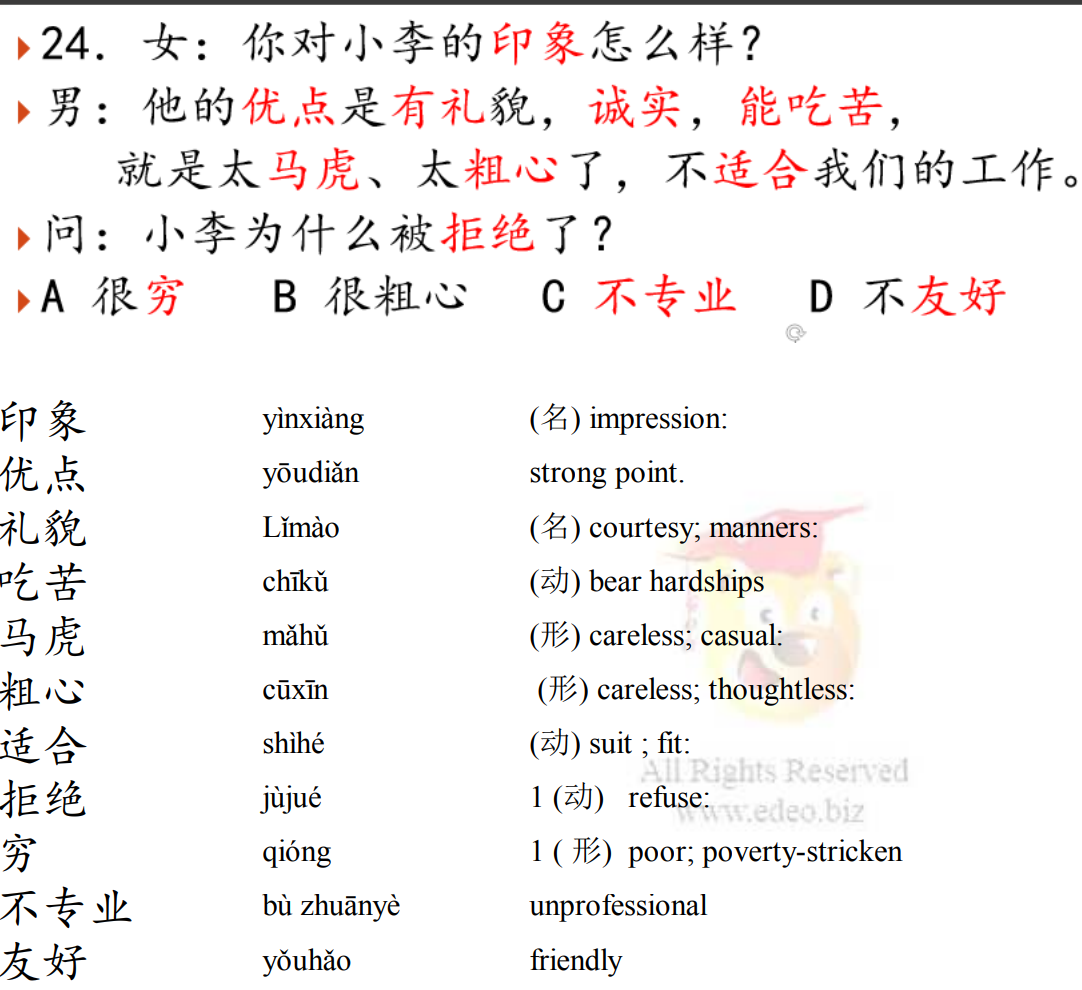 24. 女：你对小李的印象怎么样？
男：他的优点是有礼貌，诚实，能吃苦，
就是太马虎、太粗心了，不适合我们的工作。
问：小李为什么被拒绝了？
A 很穷 B 很粗心 C 不专业 D 不友好
印象 yìnxiàng (名) impression:
优点 yōudiǎn strong point.
礼貌 Lǐmào (名) courtesy; manners:
吃苦 chīkǔ (动) bear hardships
马虎 mǎhǔ (形) careless; casual:
粗心 cūxīn (形) careless; thoughtless:
适合 shìhé (动) suit ; fit:
拒绝 jùjué 1 (动) refuse:
穷 qióng 1 ( 形) poor; poverty-stricken
不专业 bù zhuānyè unprofessional
友好 yǒuhǎo friendly
All Rights Reserved
www.edeo.biz